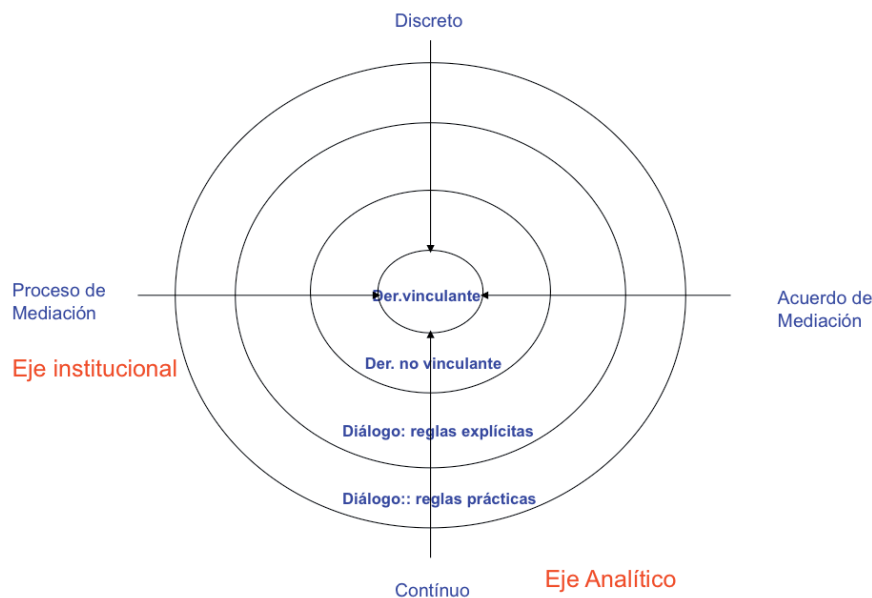 Discreto
Der.vinculante
Proceso de
Mediación
Acuerdo de
Mediación
Eje institucional
Der. no vinculante
Diálogo: reglas explícitas
Diálogo:: reglas prácticas
Eje Analítico
Contínuo